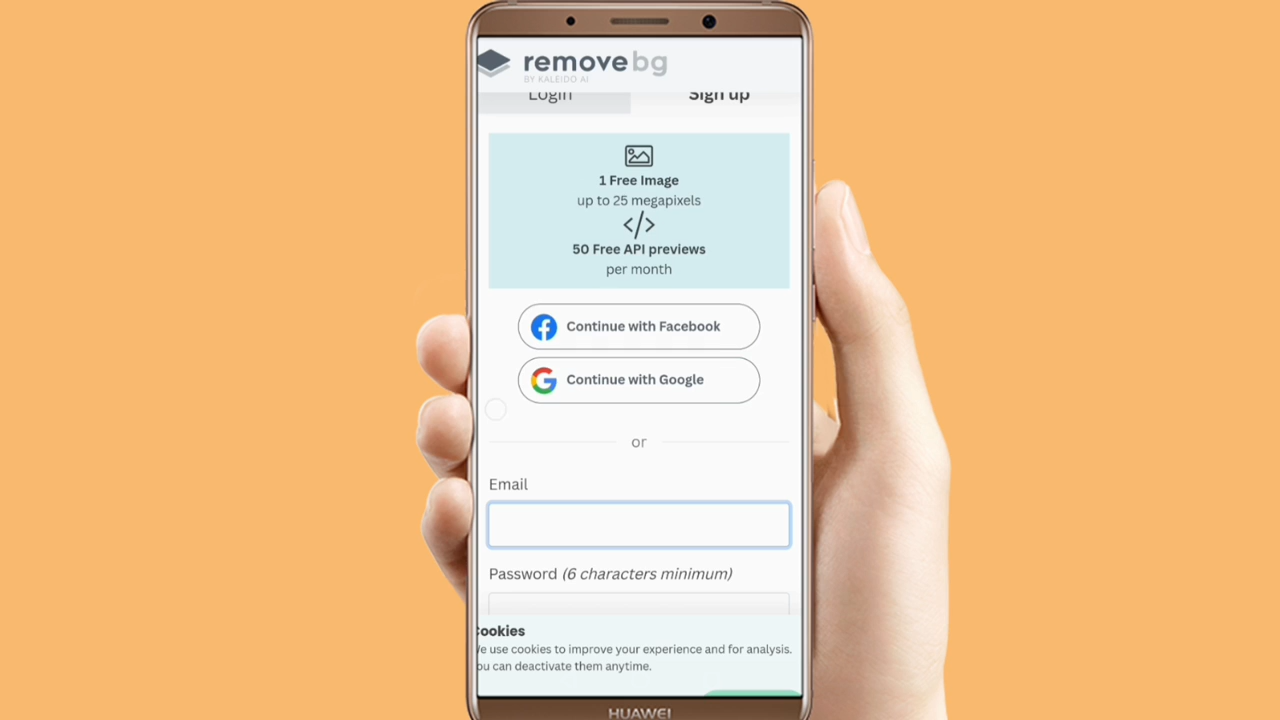 removebg
BY KALEIDO AI
Login
Sign up
1 Free Image
up to 25 megapixels
</>
50 Free API previews
per month
Continue with Facebook
Continue with Google
or
Email
Password (6 characters minimum)
Cookies
We use cookies to improve your experience and for analysis.
You can deactivate them anytime.
HUAWEI